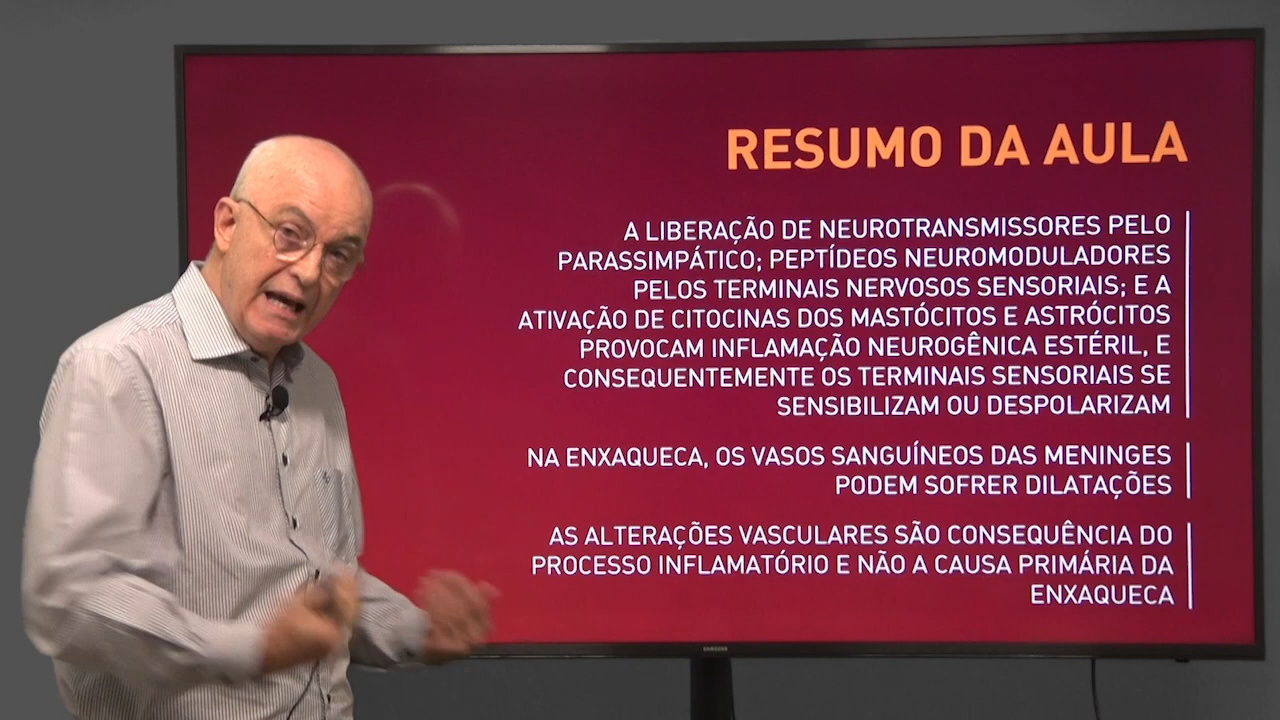 RESUMO DA AULA
A LIBERAÇÃO DE NEUROTRANSMISSORES PELO
PARASSIMPÁTICO; PEPTÍDEOS NEUROMODULADORES
PELOS TERMINAIS NERVOSOS SENSORIAIS; E A
ATIVAÇÃO DE CITOCINAS DOS MASTÓCITOS E ASTRÓCITOS
PROVOCAM INFLAMAÇÃO NEUROGÊNICA ESTÉRIL, E
CONSEQUENTEMENTE OS TERMINAIS SENSORIAIS SE
SENSIBILIZAM OU DESPOLARIZAM
NA ENXAQUECA, OS VASOS SANGUÍNEOS DAS MENINGES
PODEM SOFRER DILATAÇÕES
AS ALTERAÇÕES VASCULARES SÃO CONSEQUÊNCIA DO
PROCESSO INFLAMATÓRIO E NÃO A CAUSA PRIMÁRIA DA
ENXAQUECA
SAMSUNG